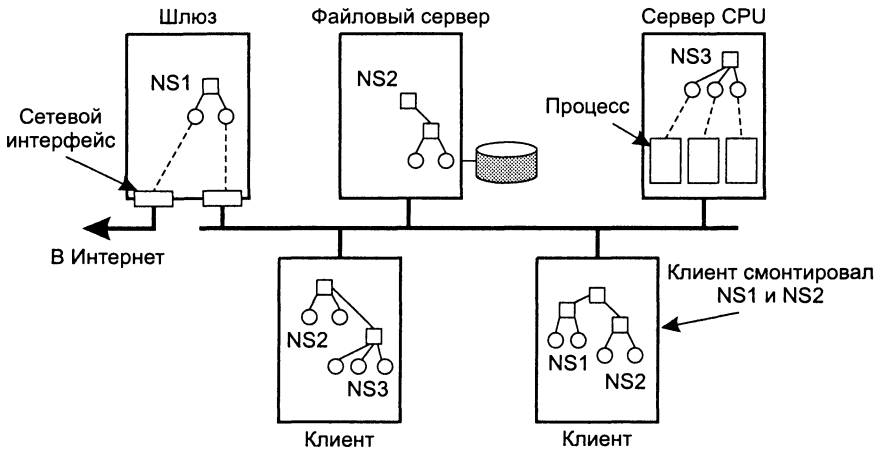 Шлюз
Файловый сервер
Сервер CPU
NS1
NS2
NS3
Сетевой
интерфейс
Процесс
В Интернет
Клиент смонтировал
NS1 и NS2
NS2
NS3
NS1
NS2
Клиент
Клиент